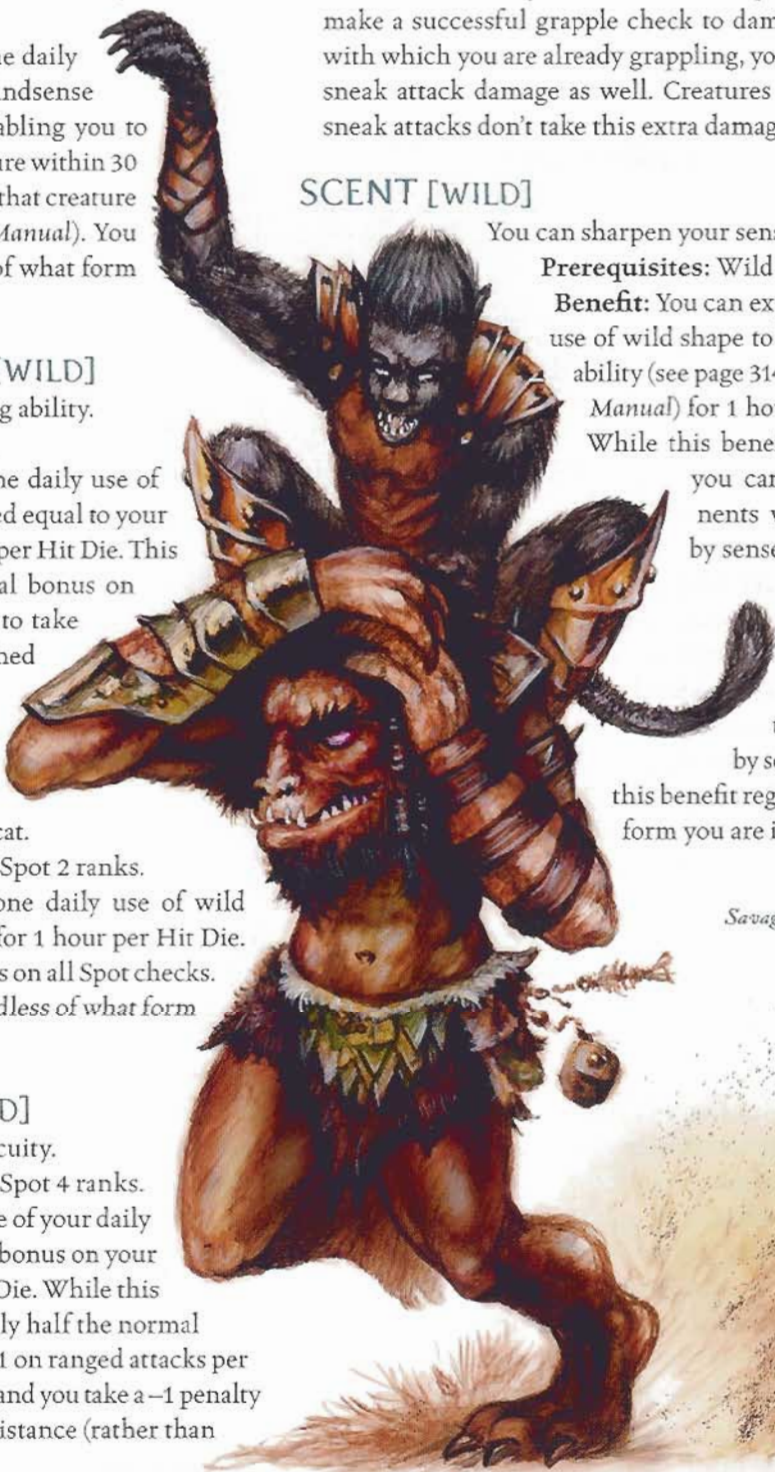 e daily
ndsense
abling you to
ure within 30
that creature
Manual). You
of what form
[WILD]
g ability.
ne daily use of
ed equal to your
per Hit Die. This
al bonus on
to take
ned
cat.
Spot 2 ranks.
one daily use of wild
for 1 hour per Hit Die.
s on all Spot checks.
dless of what form
D]
cuity.
Spot 4 ranks.
e of your daily
bonus on your
Die. While this
ly half the normal
1 on ranged attacks per
and you take a –1 penalty
istance (rather than
make a successful grapple check to dam
with which you are already grappling, yo
sneak attack damage as well. Creatures
sneak attacks don't take this extra damag
SCENT [WILD]
You can sharpen your sens
Prerequisites: Wild
Benefit: You can ex
use of wild shape to
ability (see page 314
Manual) for 1 ho
While this bene
you can
nents w
by sense
t
by s
this benefit reg
form you are i
Savag